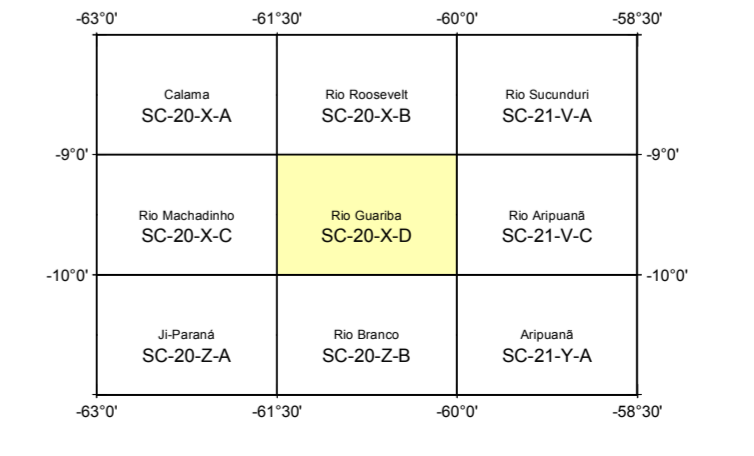 -63°0' -61°30' -60°0' -58°30'
Calama Rio Roosevelt Rio Sucunduri
SC-20-X-A SC-20-X-B SC-21-V-A
-9°0' -9°0'
Rio Machadinho Rio Guariba Rio Aripuanã
SC-20-X-C SC-20-X-D SC-21-V-C
-10°0' -10°0'
Ji-Paraná Rio Branco Aripuanã
SC-20-Z-A SC-20-Z-B SC-21-Y-A
-63°0' -61°30' -60°0' -58°30'